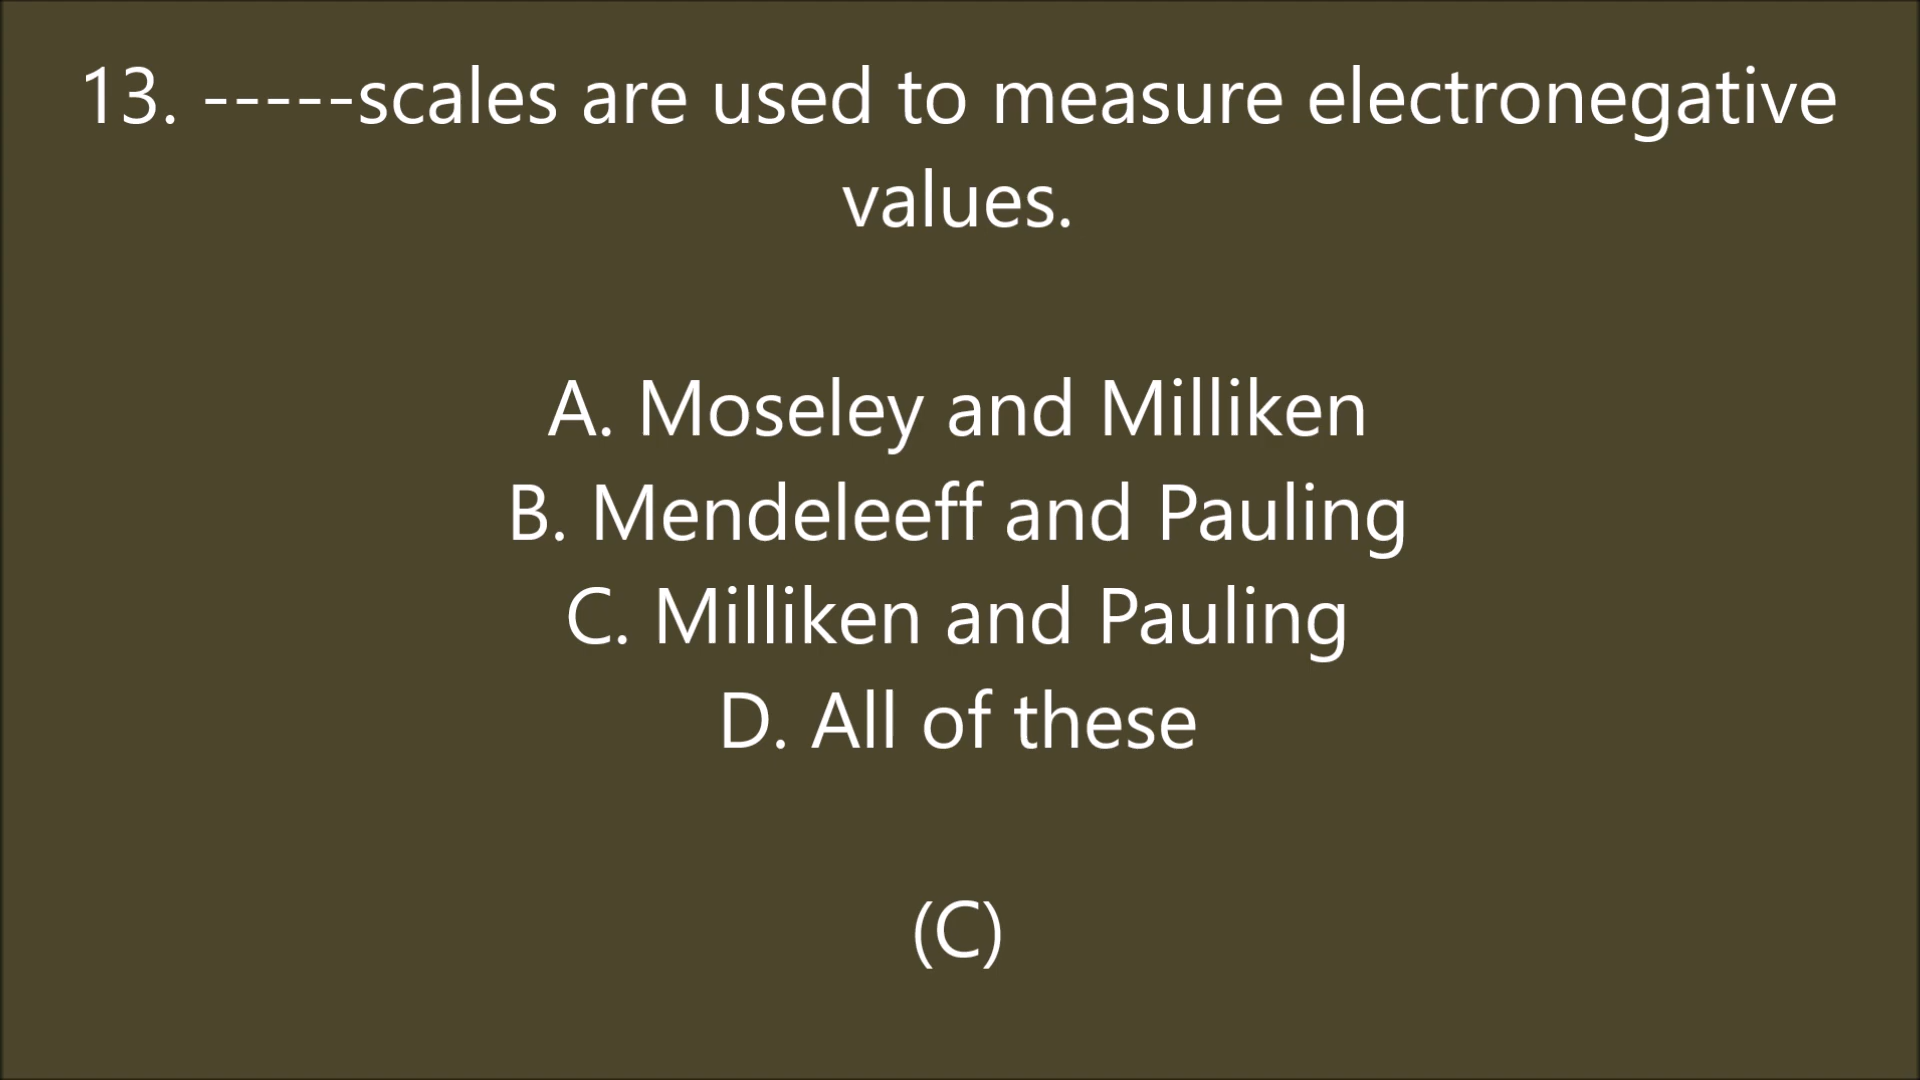 13. -----scales are used to measure electronegative
values.
A. Moseley and Milliken
B. Mendeleeff and Pauling
C. Milliken and Pauling
D. All of these
(C)